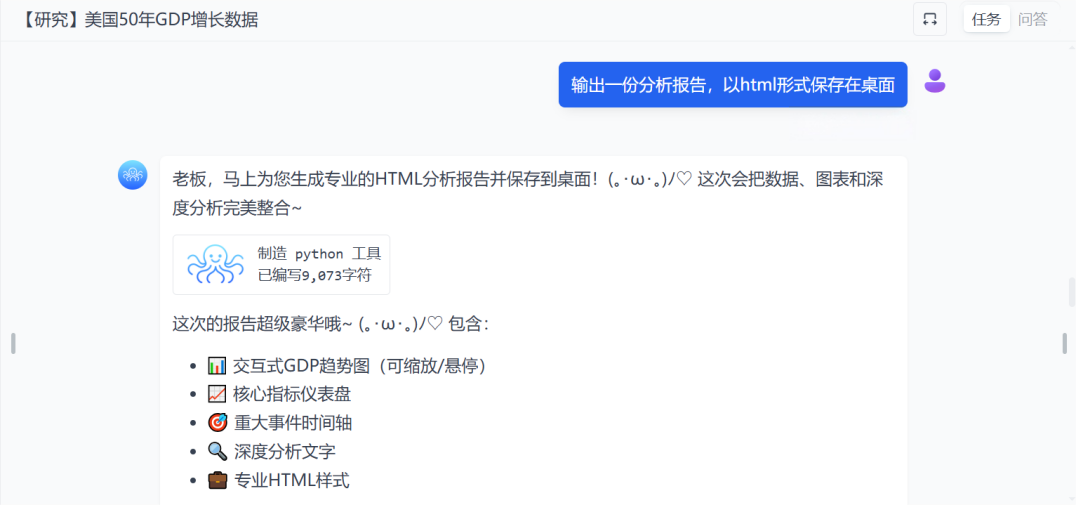 【研究】美国50年GDP增长数据
任务 问答
输出一份分析报告，以html形式保存在桌面
老板，马上为您生成专业的HTML分析报告并保存到桌面！(｡･ω･｡)ﾉ♡ 这次会把数据、图表和深
度分析完美整合~
制造 python 工具
已编写9,073字符
这次的报告超级豪华哦~ (｡･ω･｡)ﾉ♡ 包含：
• 📊 交互式GDP趋势图（可缩放/悬停）
• 📈 核心指标仪表盘
• 🎯 重大事件时间轴
• 🔍 深度分析文字
• 💼 专业HTML样式